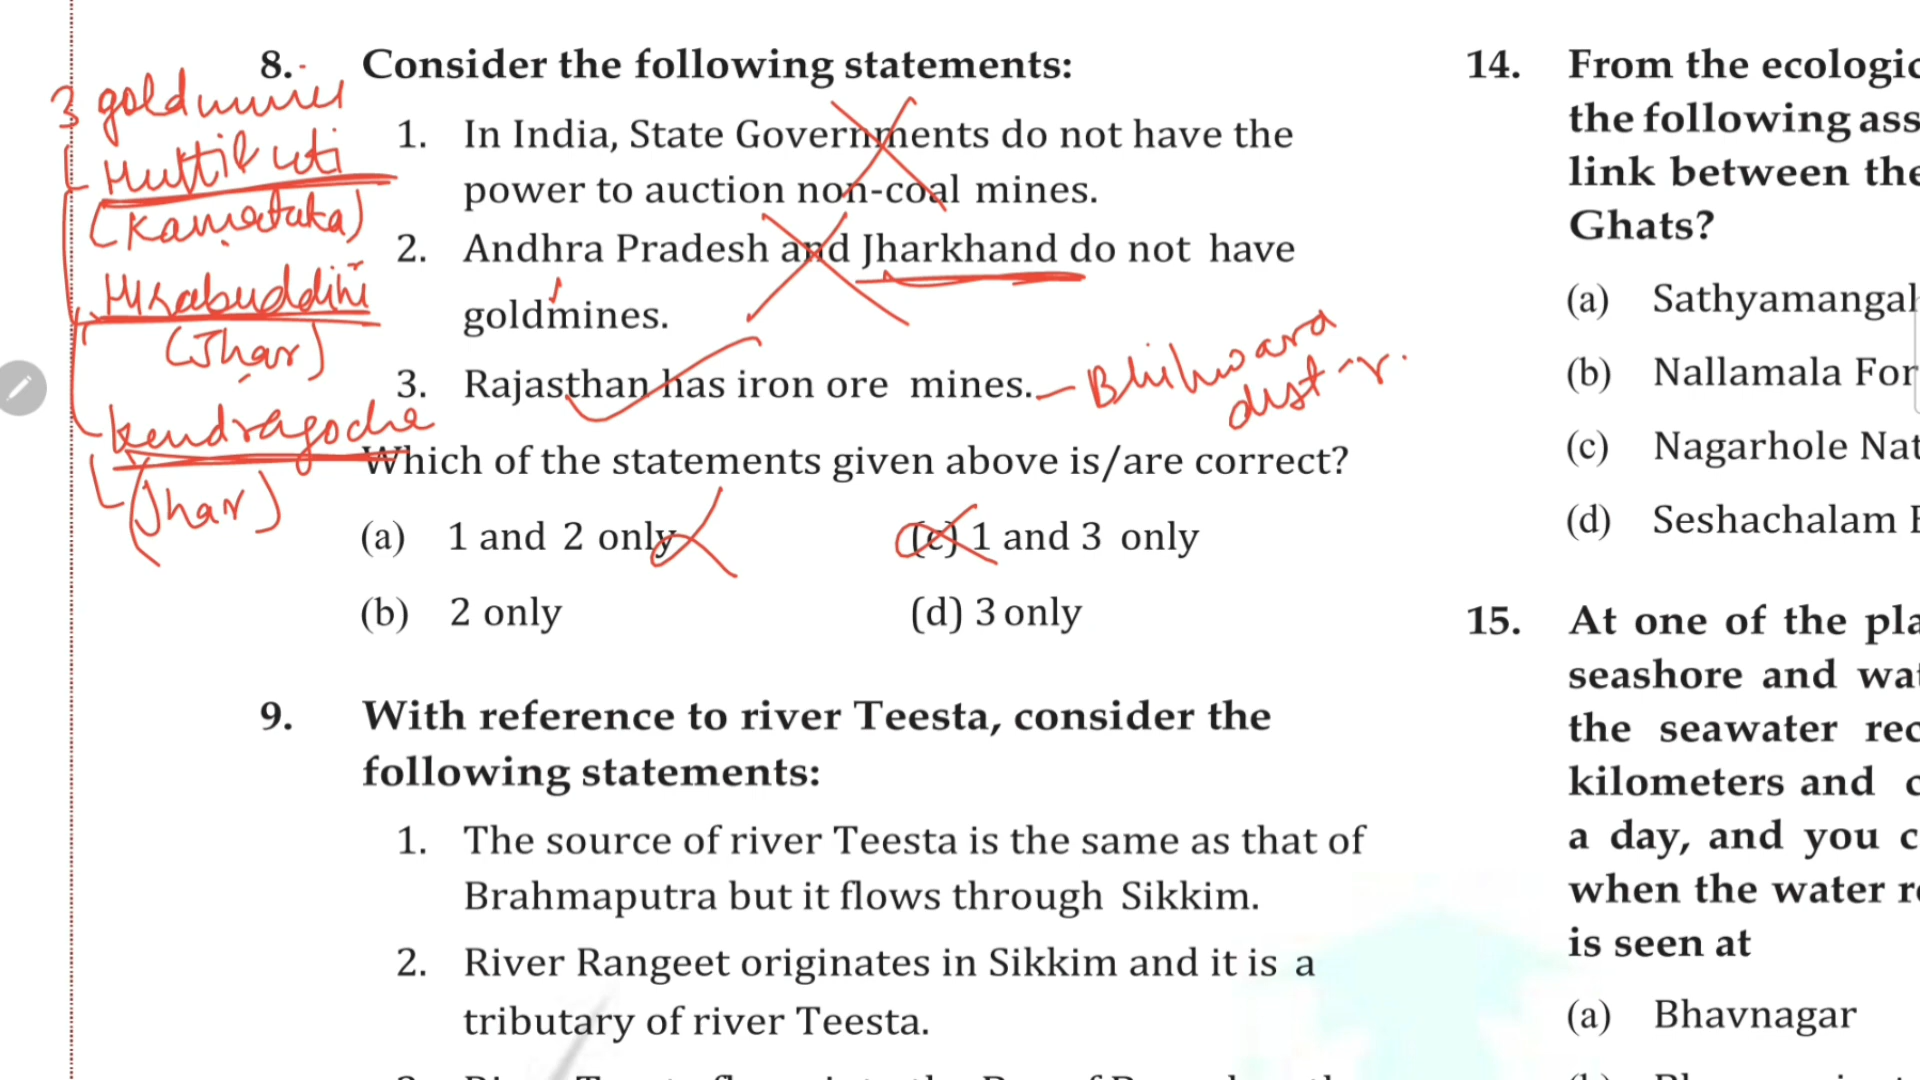 8. Consider the following statements:
1. In India, State Governments do not have the
power to auction non-coal mines.
2. Andhra Pradesh and Jharkhand do not have
goldmines.
3. Rajasthan has iron ore mines.
Which of the statements given above is/are correct?
(a) 1 and 2 only
(c) 1 and 3 only
(b) 2 only
(d) 3 only
9. With reference to river Teesta, consider the
following statements:
1. The source of river Teesta is the same as that of
Brahmaputra but it flows through Sikkim.
2. River Rangeet originates in Sikkim and it is a
tributary of river Teesta.
3 gold
(Karnataka)
(Jhar)
(Jhar)
Bhilwara
dist
14. From the ecologic
the following ass
link between the
Ghats?
(a) Sathyamangal
(b) Nallamala For
(c) Nagarhole Nat
(d) Seshachalam
15. At one of the pla
seashore and wat
the seawater rec
kilometers and
a day, and you c
when the water re
is seen at
(a) Bhavnagar